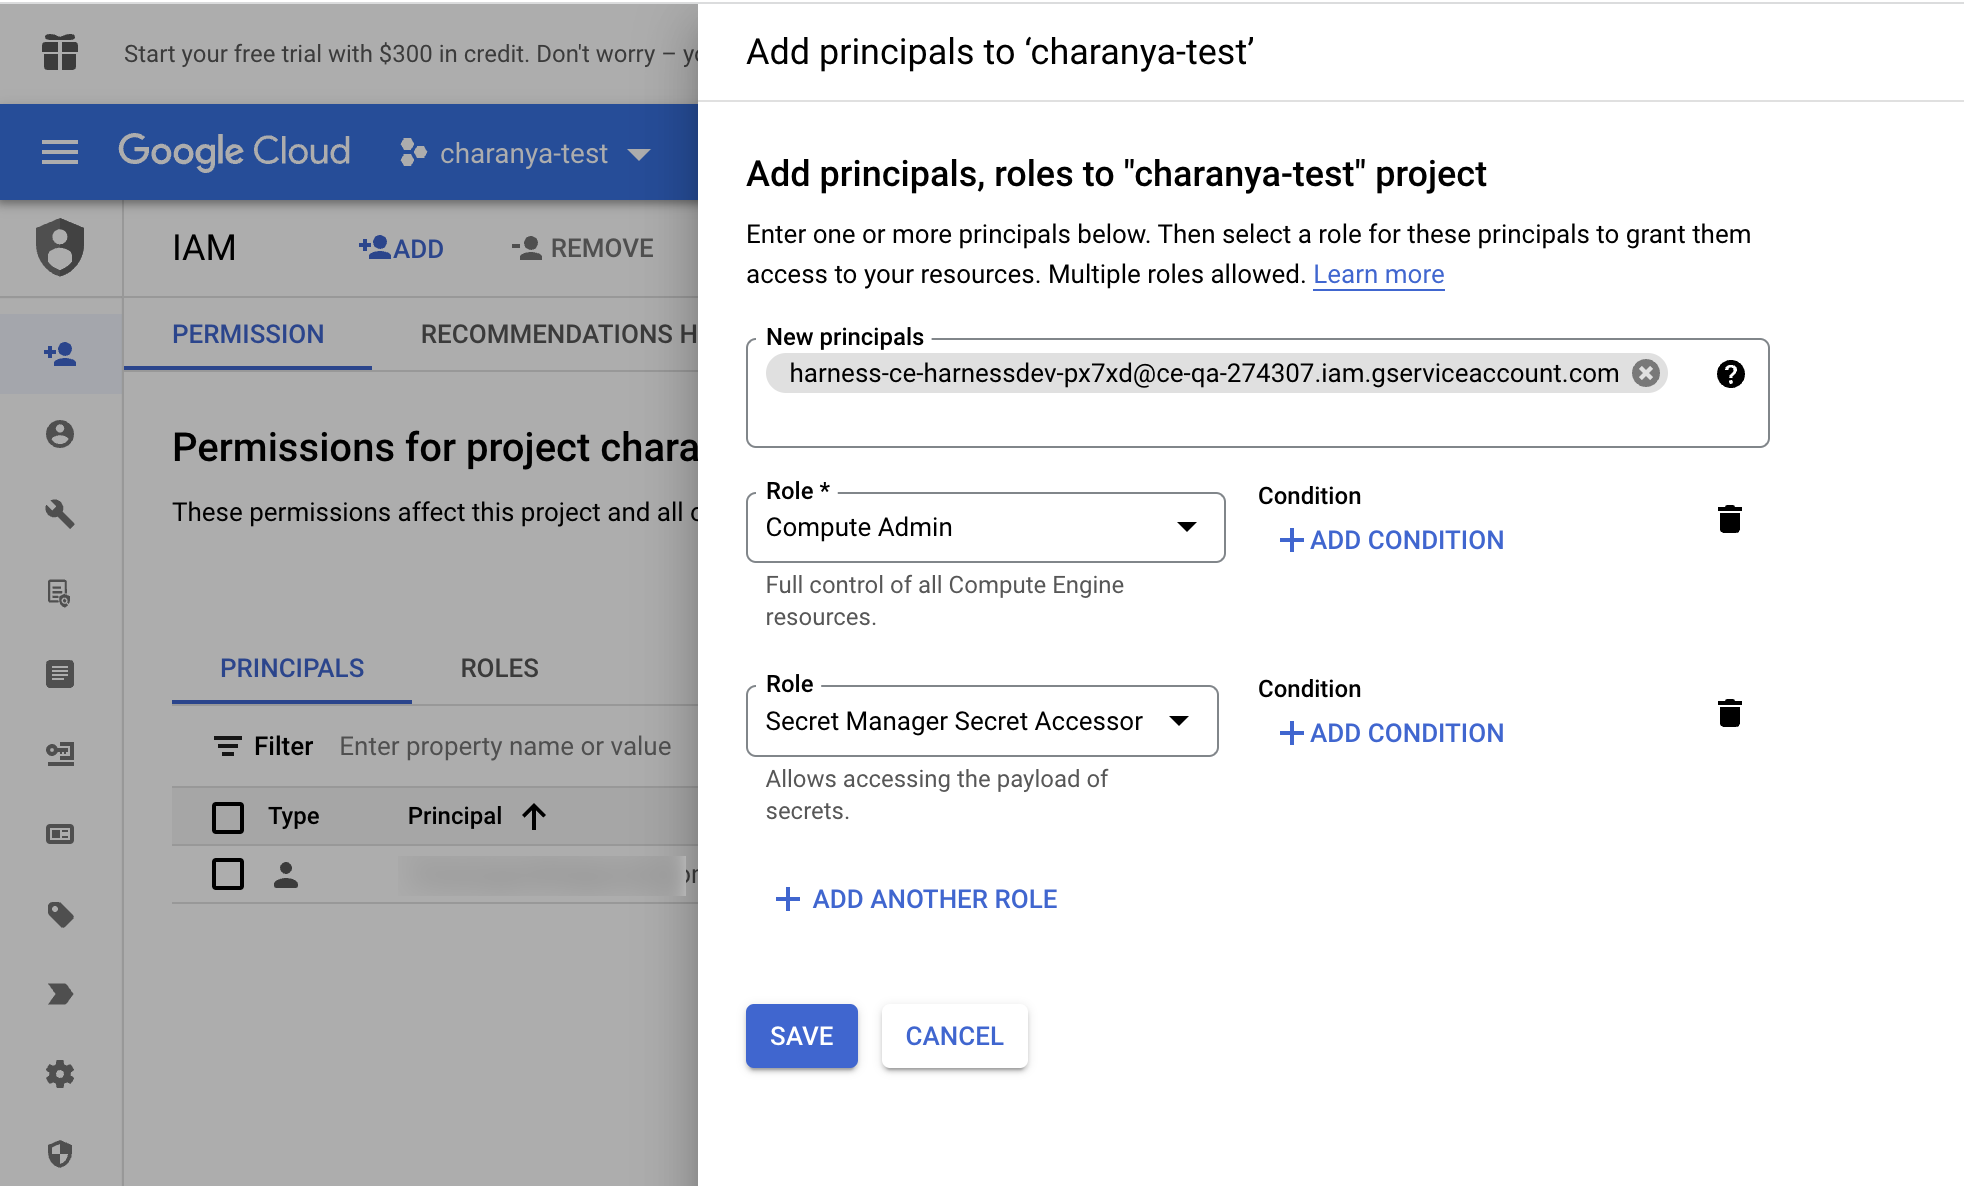 Start your free trial with $300 in credit. Don't worry –
Google Cloud
charanya-test
IAM
ADD
REMOVE
PERMISSION
RECOMMENDATIONS H
Permissions for project chara
These permissions affect this project and all
PRINCIPALS
ROLES
Filter
Enter property name or value
Type
Principal
Add principals to ‘charanya-test’
Add principals, roles to "charanya-test" project
Enter one or more principals below. Then select a role for these principals to grant them
access to your resources. Multiple roles allowed. Learn more
New principals
harness-ce-harnessdev-px7xd@ce-qa-274307.iam.gserviceaccount.com
Role *
Compute Admin
Full control of all Compute Engine
resources.
Condition
ADD CONDITION
Role
Secret Manager Secret Accessor
Allows accessing the payload of
secrets.
Condition
ADD CONDITION
ADD ANOTHER ROLE
SAVE
CANCEL